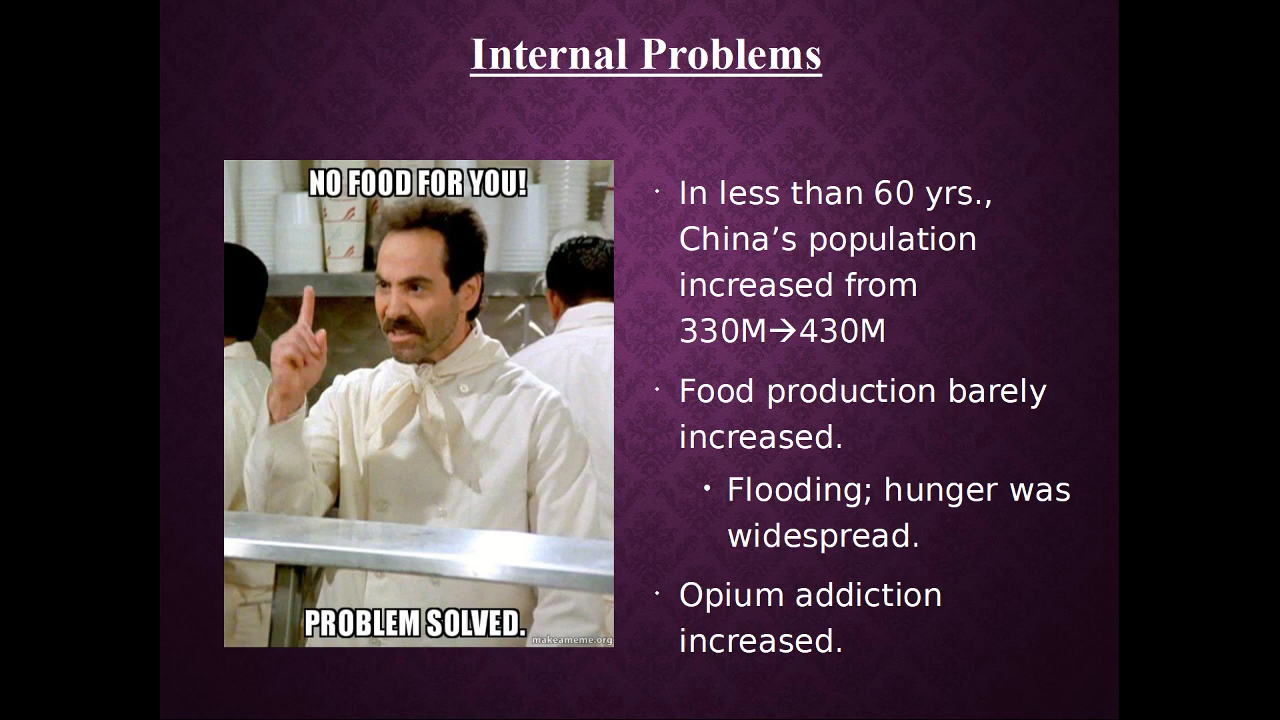 Internal Problems
NO FOOD FOR YOU!
PROBLEM SOLVED.
makeameme.org
· In less than 60 yrs.,
China’s population
increased from
330M→430M
· Food production barely
increased.
• Flooding; hunger was
widespread.
· Opium addiction
increased.